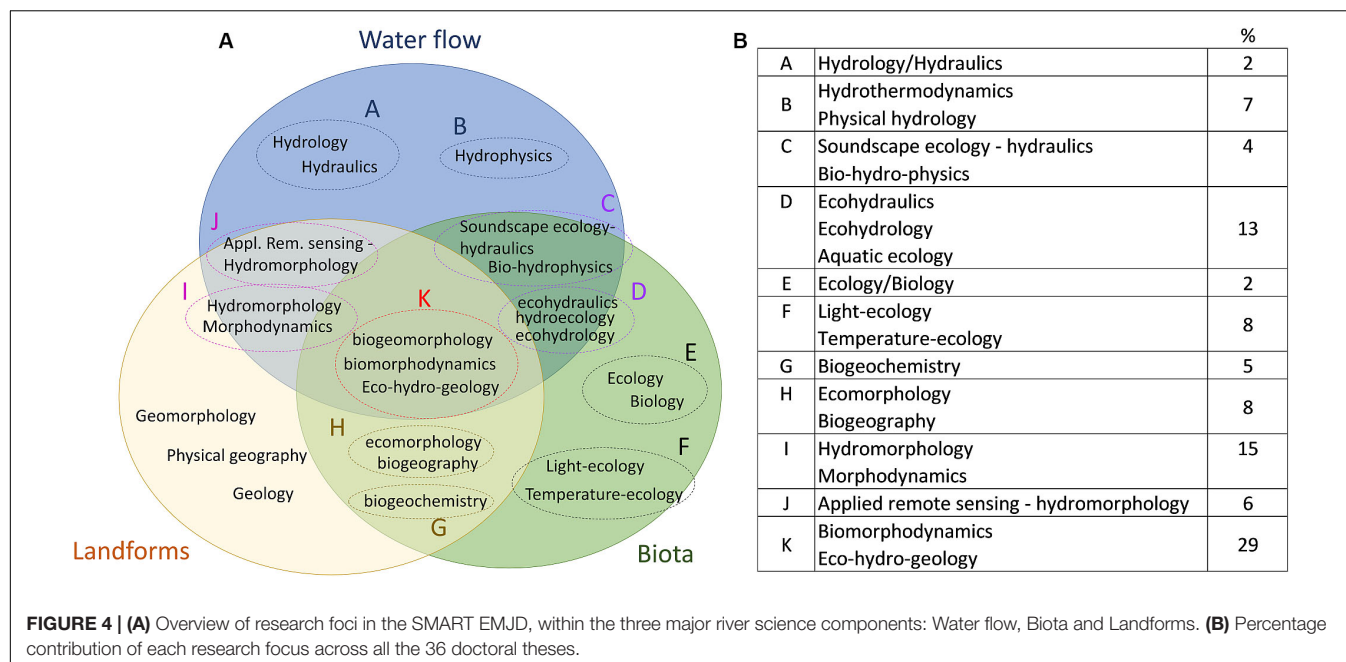 A
Water flow
A
Hydrology
Hydraulics
B
Hydrophysics
C
Soundscape ecology-
hydraulics
Bio-hydrophysics
J
Appl. Rem. sensing -
Hydromorphology
I
Hydromorphology
Morphodynamics
K
biogeomorphology
biomorphodynamics
Eco-hydro-geology
D
ecohydraulics
hydroecology
ecohydrology
E
Ecology
Biology
Geomorphology
Physical geography
Geology
H
ecomorphology
biogeography
biogeochemistry
G
F
Light-ecology
Temperature-ecology
Landforms
Biota
B
%
A Hydrology/Hydraulics 2
B Hydrothermodynamics 7
Physical hydrology
C Soundscape ecology - hydraulics 4
Bio-hydro-physics
D Ecohydraulics
Ecohydrology 13
Aquatic ecology
E Ecology/Biology 2
F Light-ecology 8
Temperature-ecology
G Biogeochemistry 5
H Ecomorphology 8
Biogeography
I Hydromorphology 15
Morphodynamics
J Applied remote sensing - hydromorphology 6
K Biomorphodynamics 29
Eco-hydro-geology
FIGURE 4 | (A) Overview of research foci in the SMART EMJD, within the three major river science components: Water flow, Biota and Landforms. (B) Percentage
contribution of each research focus across all the 36 doctoral theses.